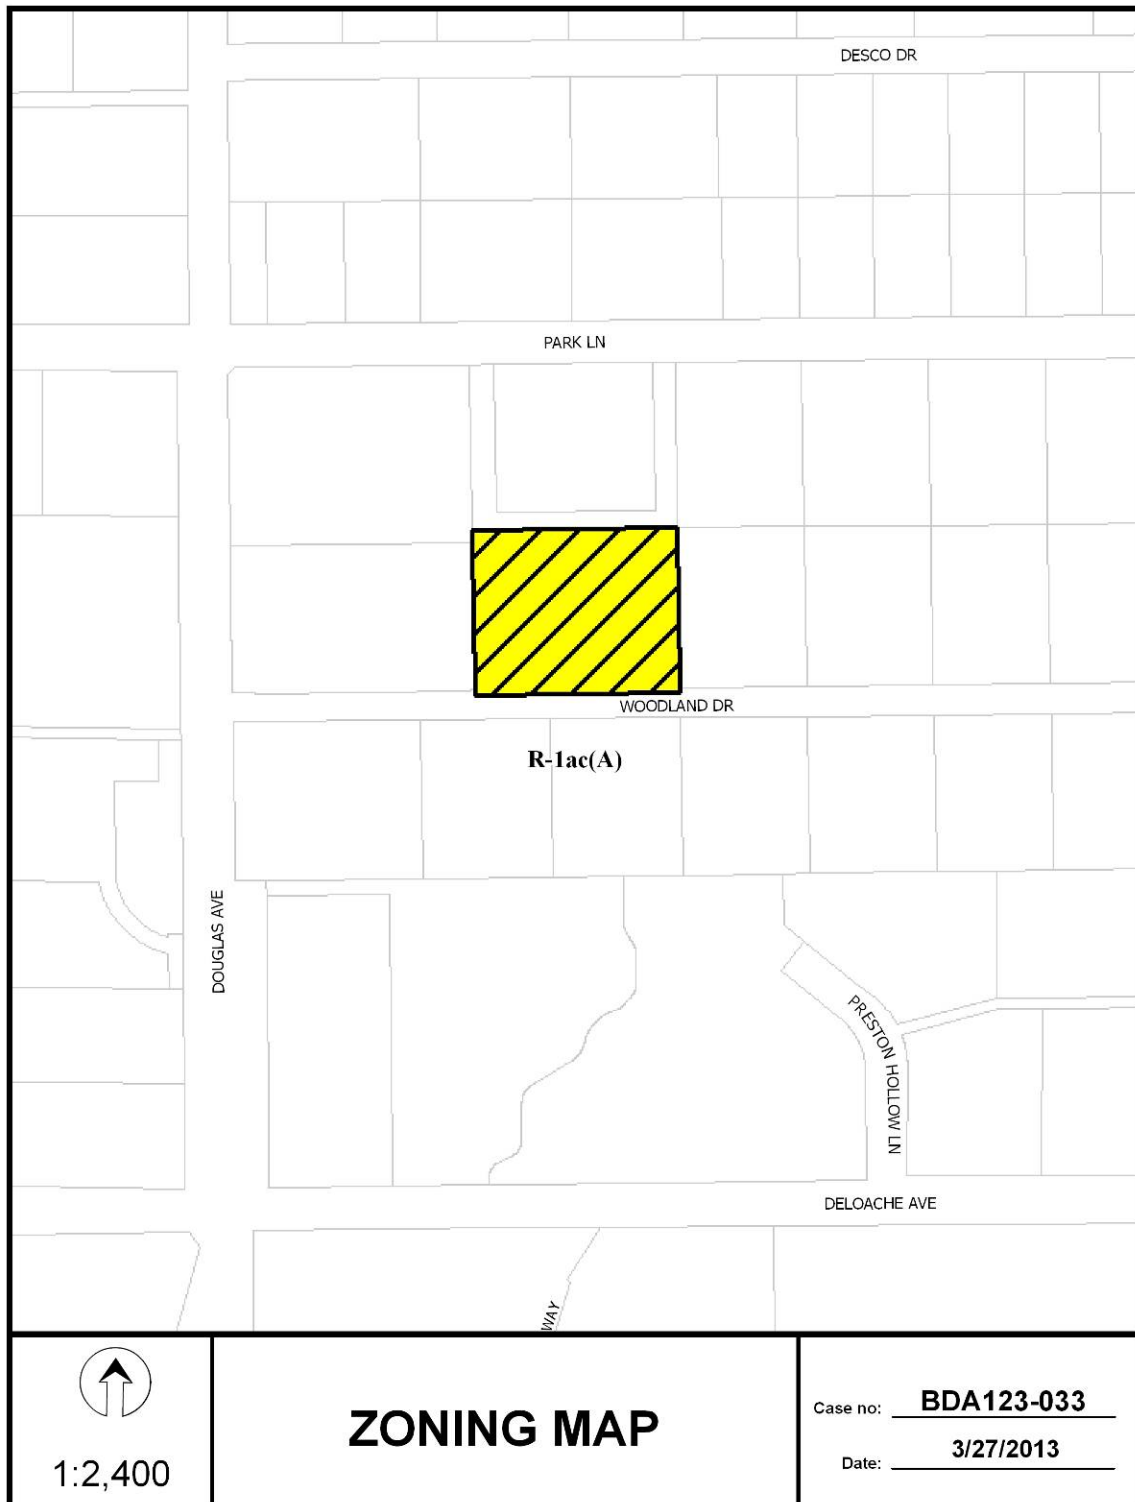 DESCO DR
PARK LN
WOODLAND DR
R-1ac(A)
DOUGLAS AVE
PRESTON HOLLOW LN
DELOACHE AVE
WAY
1:2,400
ZONING MAP
Case no: BDA123-033
Date: 3/27/2013